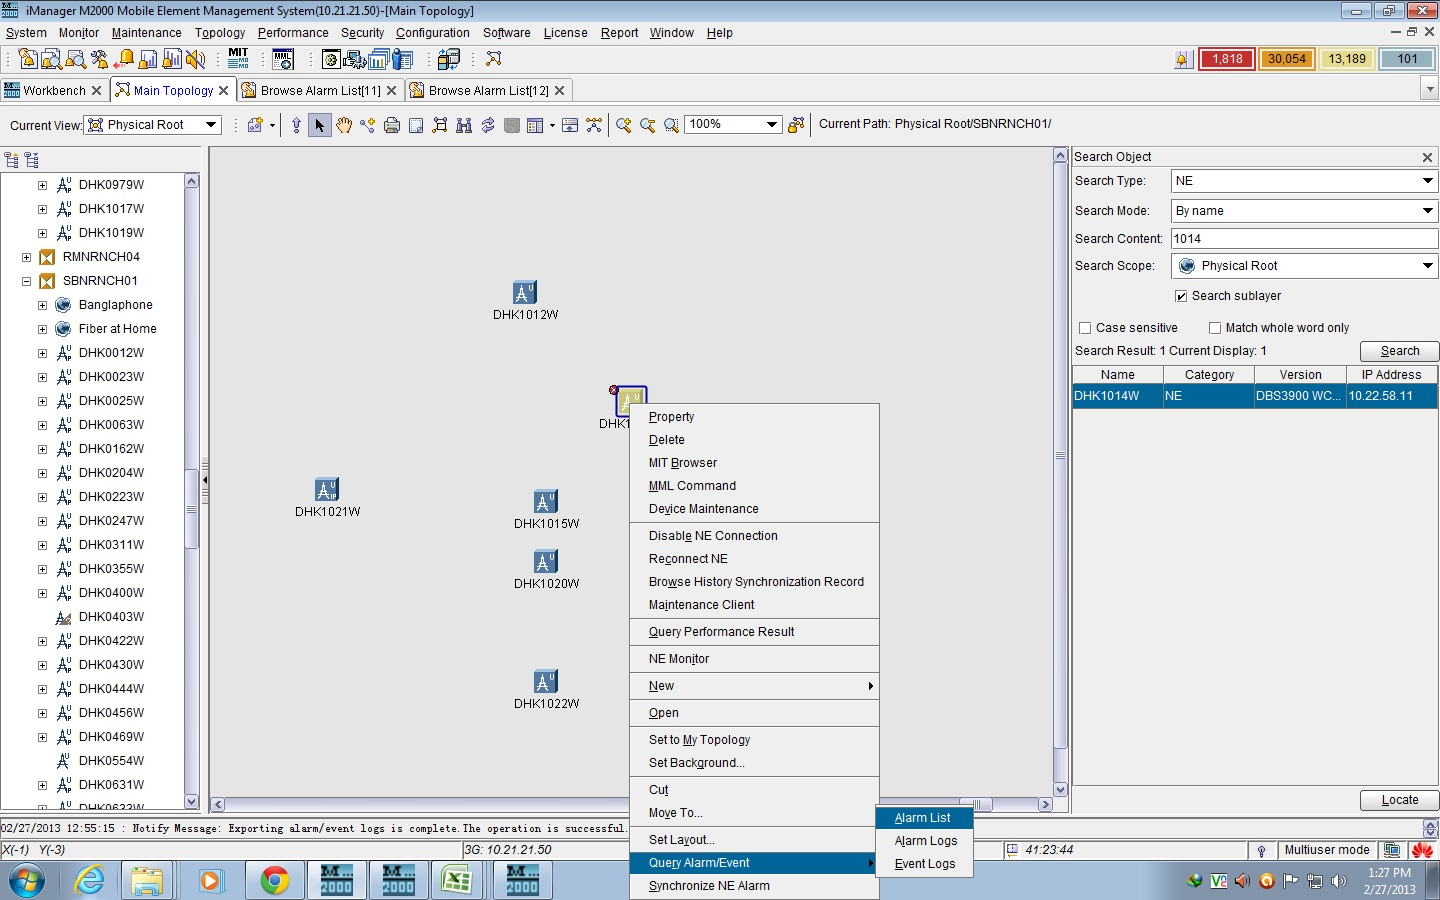 iManager M2000 Mobile Element Management System(10.21.21.50)-[Main Topology]
System Monitor Maintenance Topology Performance Security Configuration Software License Report Window Help
MIT MML 1,818 30,054 13,189 101
Workbench Main Topology Browse Alarm List[11] Browse Alarm List[12]
Current View: Physical Root 100% Current Path: Physical Root/SBNRNCH01/
DHK0979W
DHK1017W
DHK1019W
RMNRNCH04
SBNRNCH01
Banglaphone
Fiber at Home
DHK0012W
DHK0023W
DHK0025W
DHK0063W
DHK0162W
DHK0204W
DHK0223W
DHK0247W
DHK0311W
DHK0355W
DHK0400W
DHK0403W
DHK0422W
DHK0430W
DHK0444W
DHK0456W
DHK0469W
DHK0554W
DHK0631W
DHK0633W
DHK1012W
DHK1
DHK1021W
DHK1015W
DHK1020W
DHK1022W
Property
Delete
MIT Browser
MML Command
Device Maintenance
Disable NE Connection
Reconnect NE
Browse History Synchronization Record
Maintenance Client
Query Performance Result
NE Monitor
New
Open
Set to My Topology
Set Background...
Cut
Move To...
Set Layout...
Query Alarm/Event
Synchronize NE Alarm
Alarm List
Alarm Logs
Event Logs
Search Object
Search Type: NE
Search Mode: By name
Search Content: 1014
Search Scope: Physical Root
Search sublayer
Case sensitive Match whole word only
Search Result: 1 Current Display: 1 Search
Name Category Version IP Address
DHK1014W NE DBS3900 WC... 10.22.58.11
Locate
02/27/2013 12:55:15 : Notify Message: Exporting alarm/event logs is complete.The operation is successful.
X(-1) Y(-3) 3G: 10.21.21.50 41:23:44 Multiuser mode
1:27 PM
2/27/2013